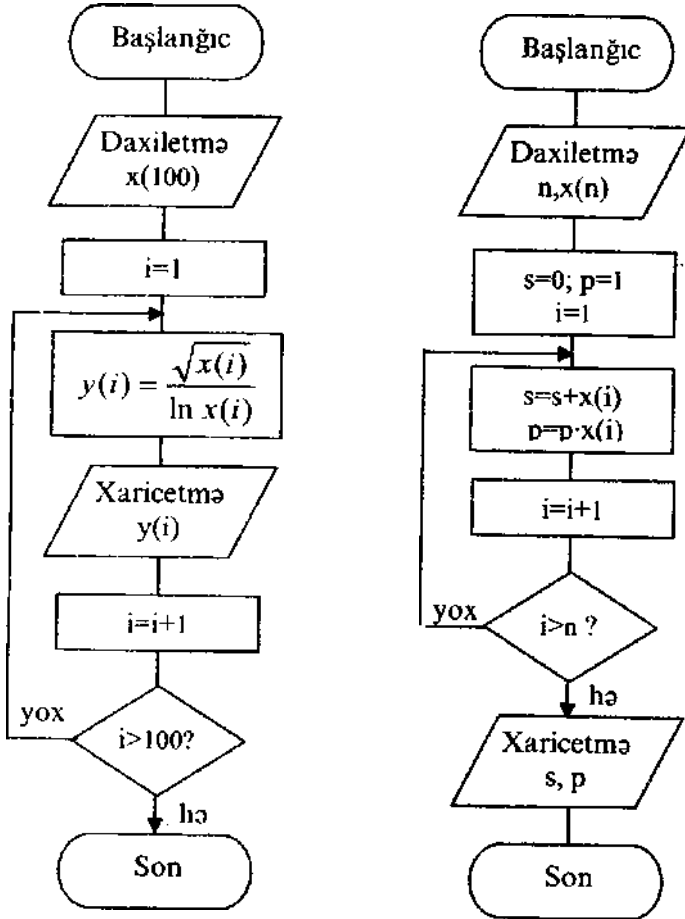 Başlanğıc
Daxiletmə
x(100)
i=1
y(i) = √x(i) / ln x(i)
Xaricetmə
y(i)
i=i+1
yox
i>100?
hə
Son
Başlanğıc
Daxiletmə
n,x(n)
s=0; p=1
i=1
s=s+x(i)
p=p·x(i)
i=i+1
yox
i>n ?
hə
Xaricetmə
s, p
Son